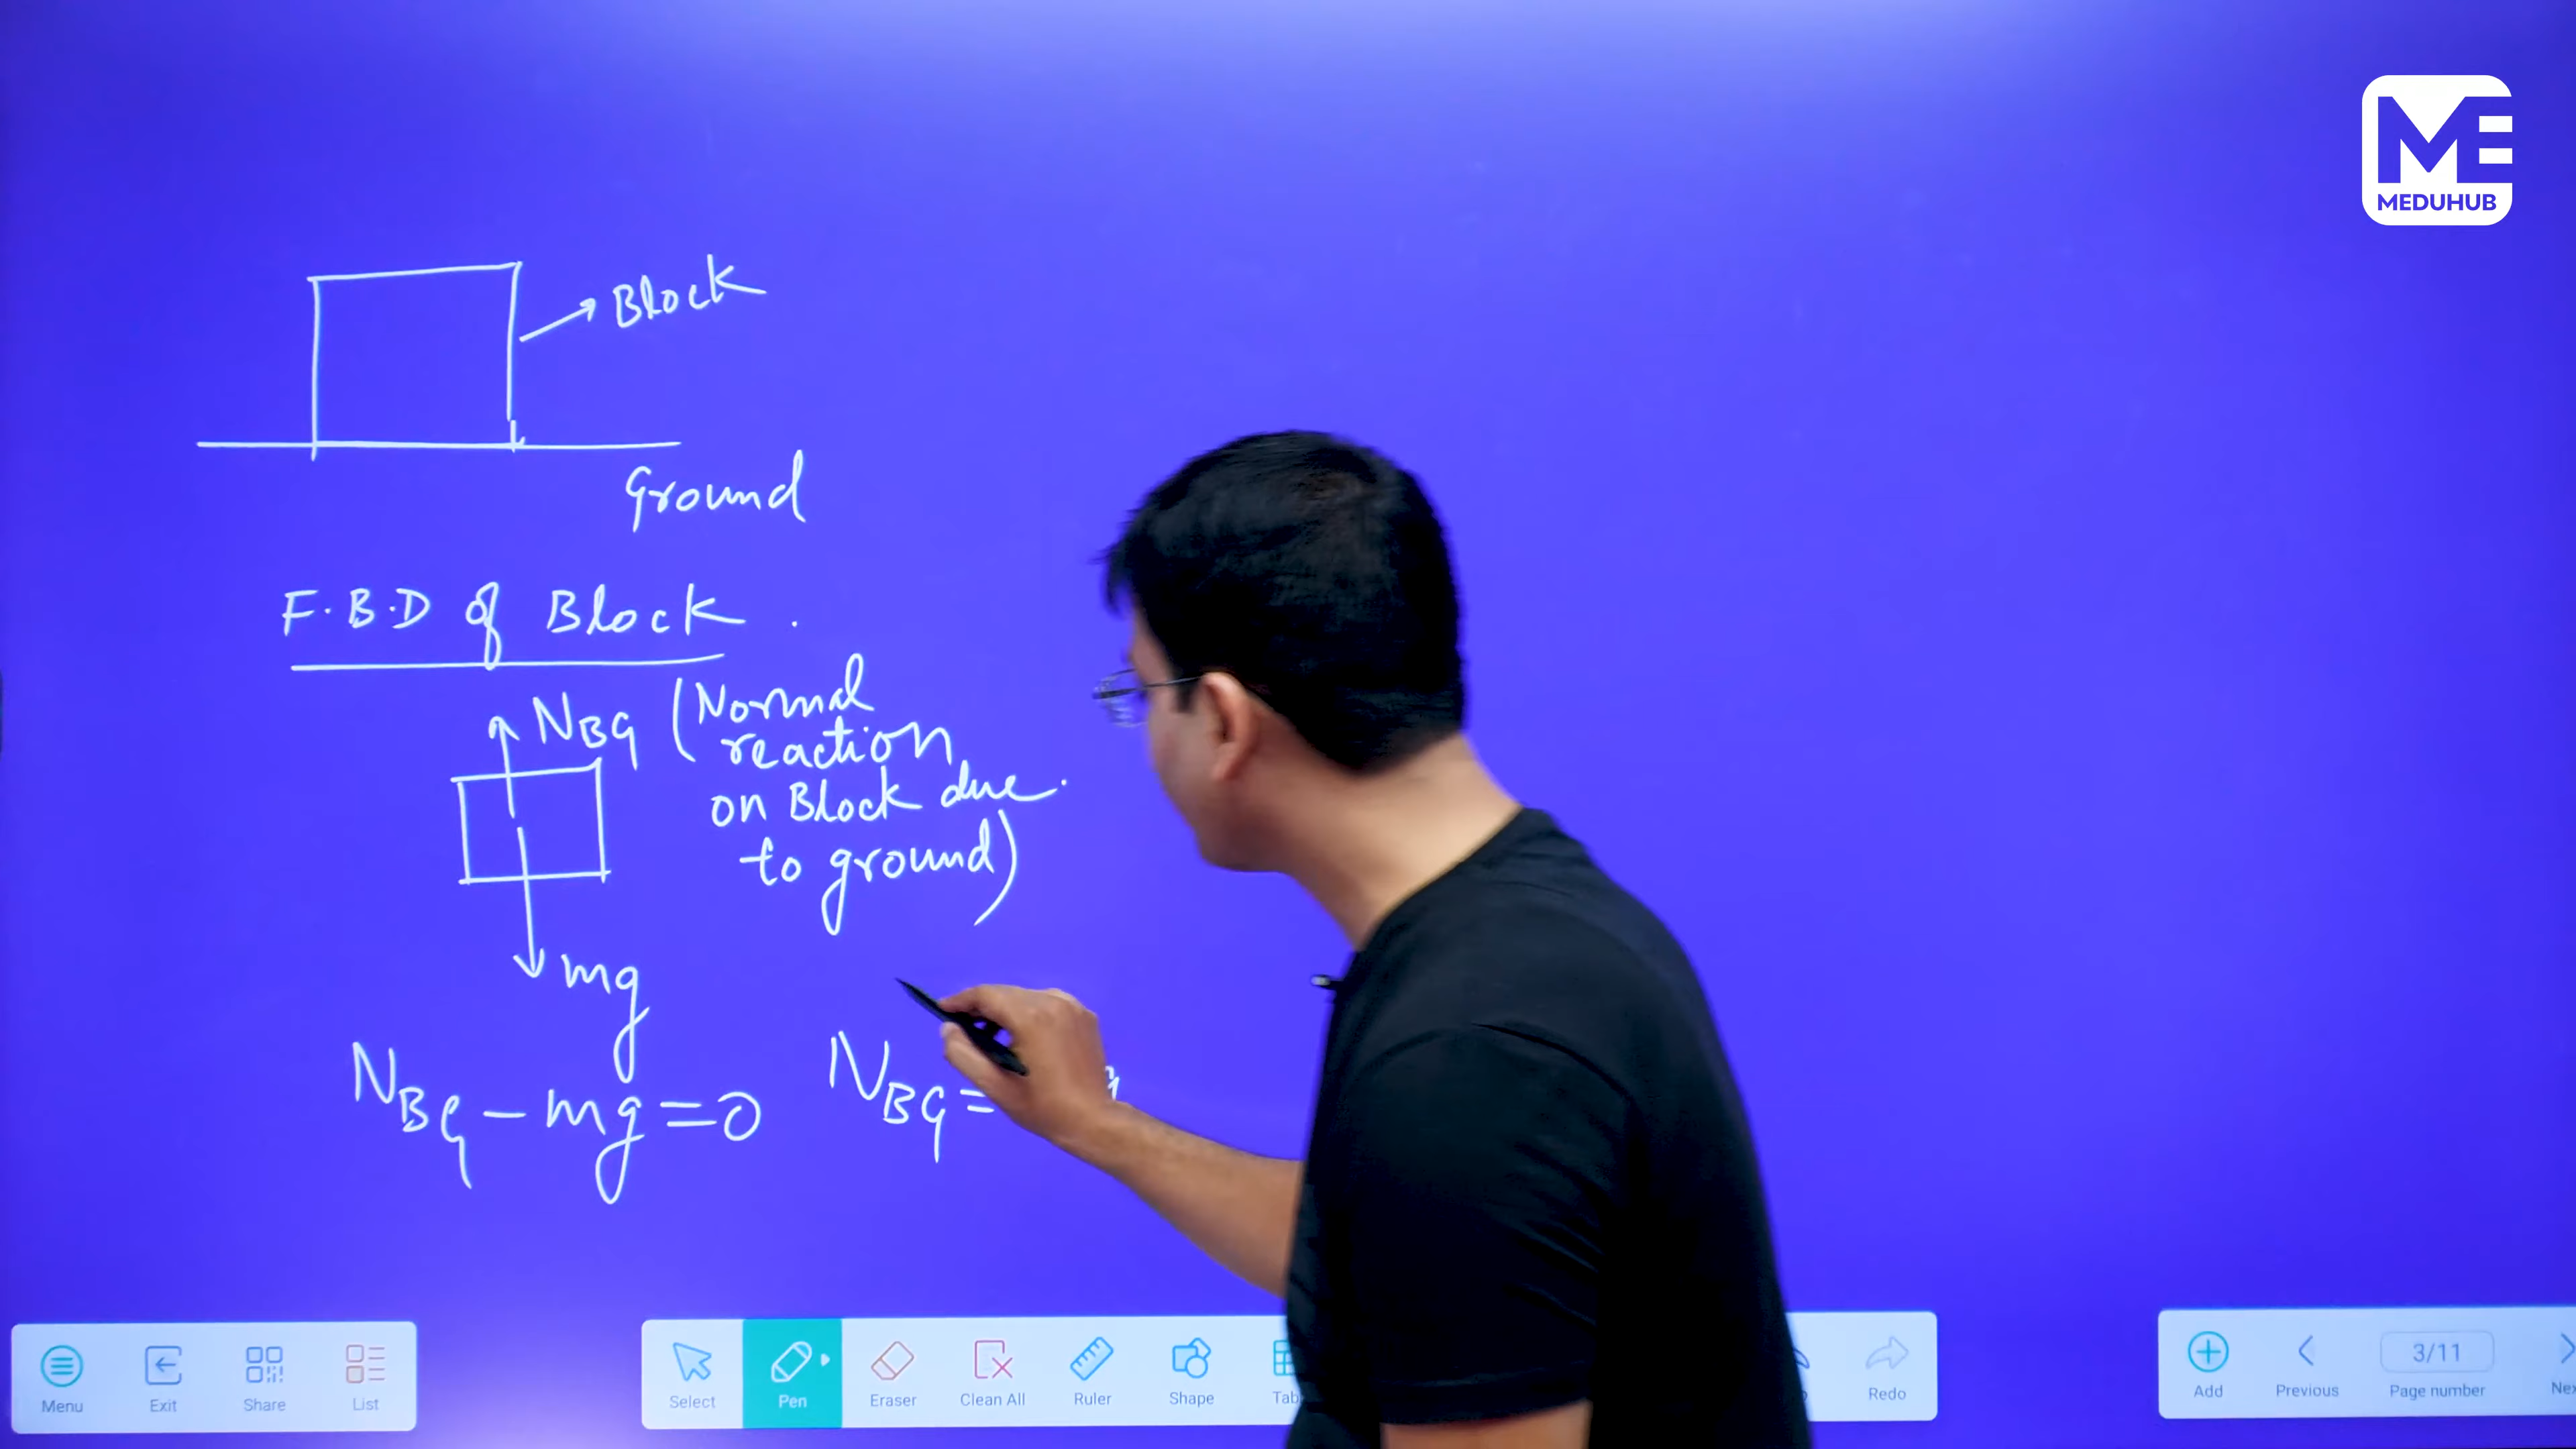 ME
MEDUHUB
Block
Ground
F.B.D of Block.
NBG (Normal
reaction
on Block due
to ground)
mg
NBG - mg = 0
NBG =
Menu
Exit
Share
List
Select
Pen
Eraser
Clean All
Ruler
Shape
Redo
Add
Previous
3/11
Page number